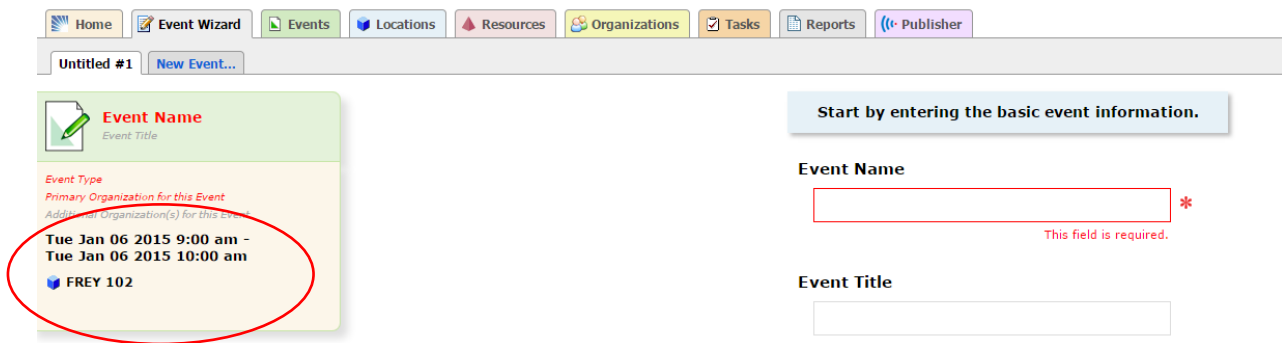 Home Event Wizard Events Locations Resources Organizations Tasks Reports Publisher
Untitled #1 New Event...
Event Name
Event Title
Event Type
Primary Organization for this Event
Additional Organization(s) for this Event
Tue Jan 06 2015 9:00 am -
Tue Jan 06 2015 10:00 am
FREY 102
Start by entering the basic event information.
Event Name
*
This field is required.
Event Title